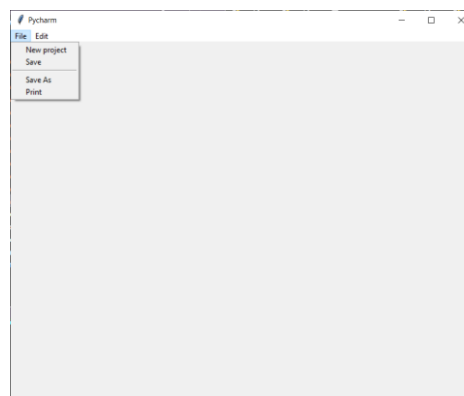 Pycharm
File Edit
New project
Save
Save As
Print